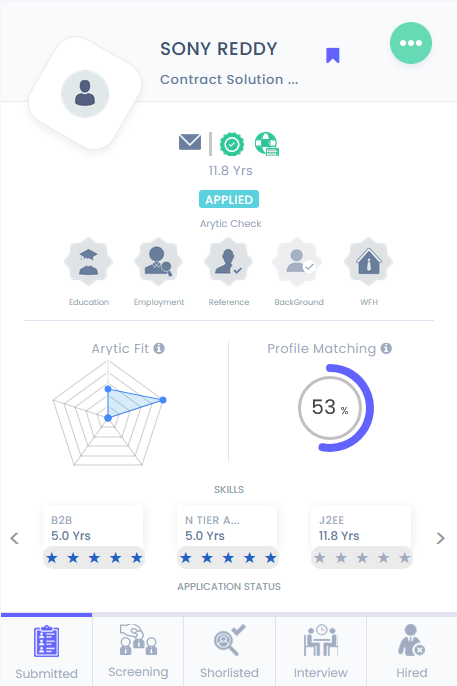 SONY REDDY
Contract Solution ...
11.8 Yrs
APPLIED
Arytic Check
Education Employment Reference BackGround WFH
Arytic Fit
Profile Matching
53 %
SKILLS
B2B
5.0 Yrs
N TIER A...
5.0 Yrs
J2EE
11.8 Yrs
APPLICATION STATUS
Submitted Screening Shorlisted Interview Hired